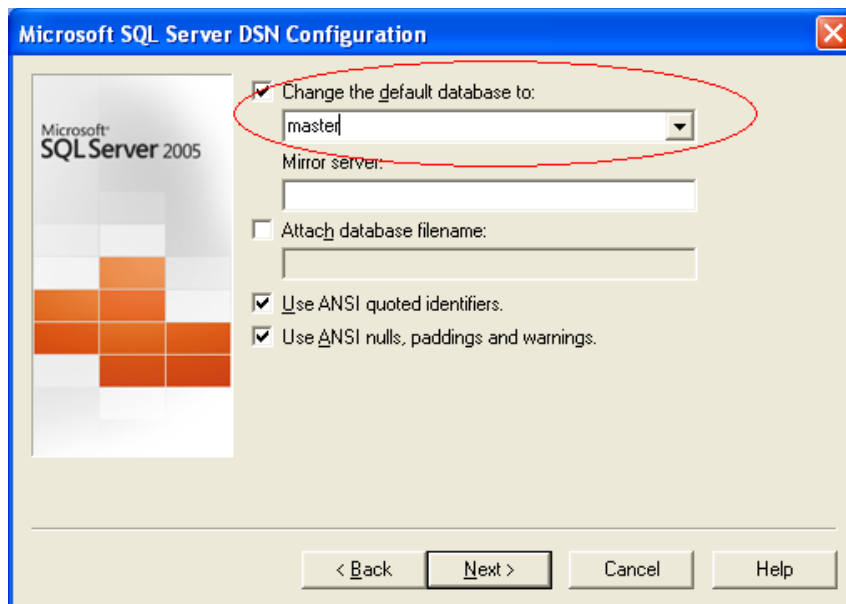 Microsoft SQL Server DSN Configuration
Microsoft
SQL Server 2005
Change the default database to:
master
Mirror server:
Attach database filename:
Use ANSI quoted identifiers.
Use ANSI nulls, paddings and warnings.
< Back Next > Cancel Help